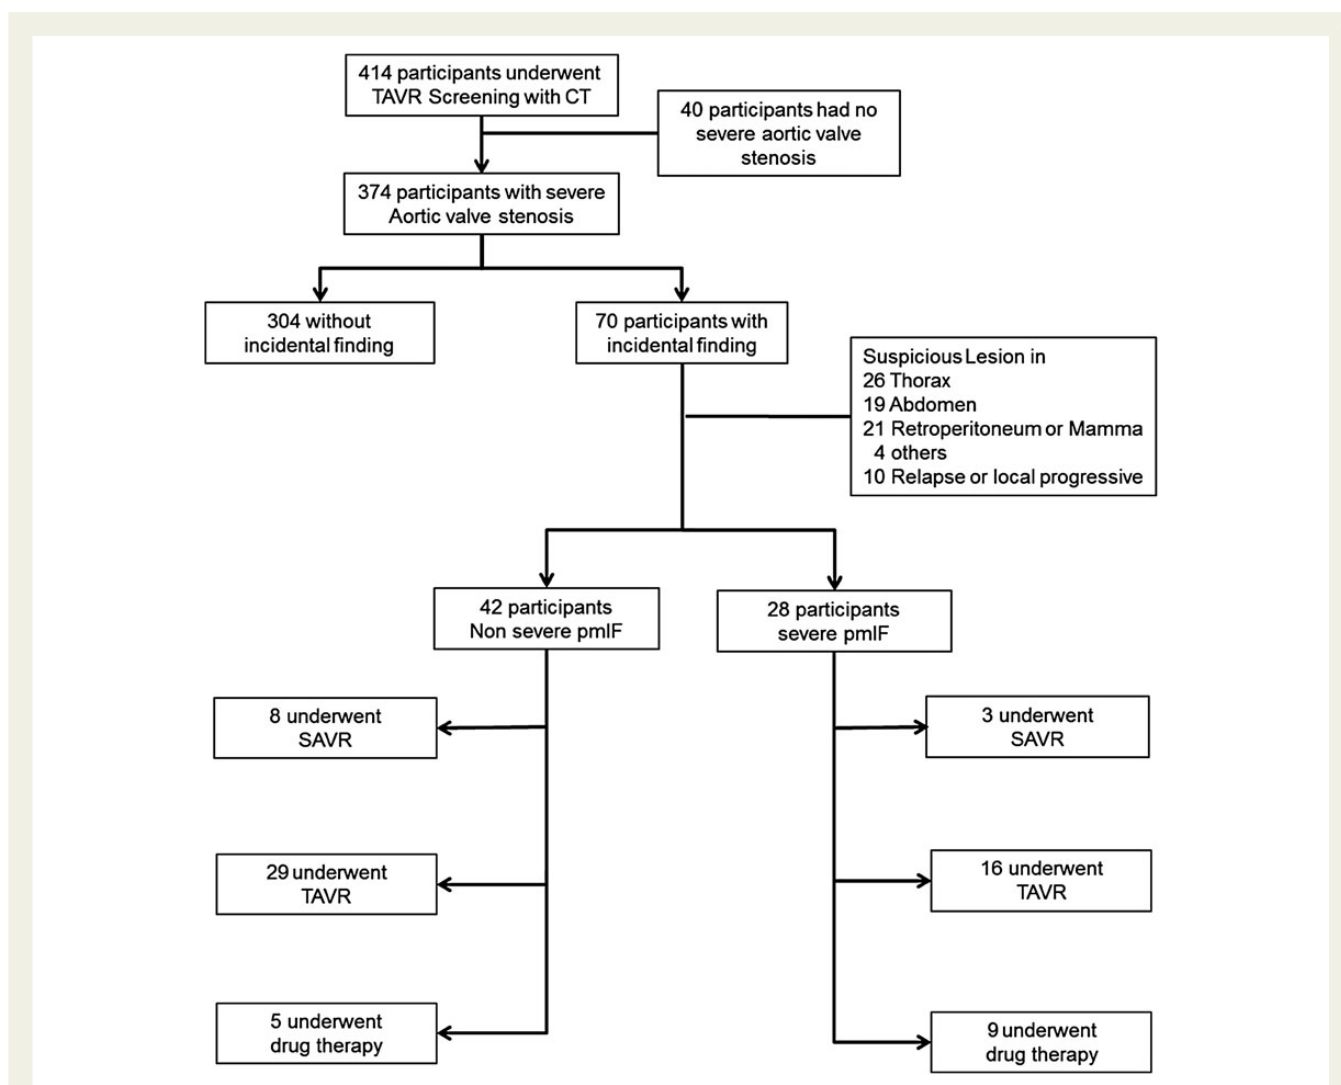 414 participants underwent
TAVR Screening with CT
40 participants had no
severe aortic valve
stenosis
374 participants with severe
Aortic valve stenosis
304 without
incidental finding
70 participants with
incidental finding
Suspicious Lesion in
26 Thorax
19 Abdomen
21 Retroperitoneum or Mamma
4 others
10 Relapse or local progressive
42 participants
Non severe pmIF
28 participants
severe pmIF
8 underwent
SAVR
3 underwent
SAVR
29 underwent
TAVR
16 underwent
TAVR
5 underwent
drug therapy
9 underwent
drug therapy